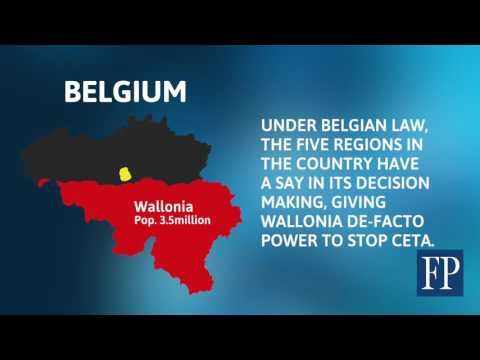 BELGIUM
Wallonia
Pop. 3.5million
UNDER BELGIAN LAW,
THE FIVE REGIONS IN
THE COUNTRY HAVE
A SAY IN ITS DECISION
MAKING, GIVING
WALLONIA DE-FACTO
POWER TO STOP CETA.
FP